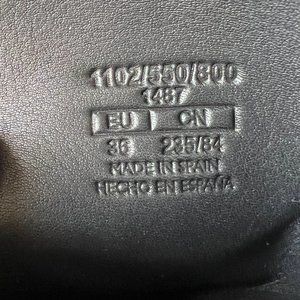 1102/550/800
1487
EU CN
36 235/84
MADE IN SPAIN
HECHO EN ESPAÑA